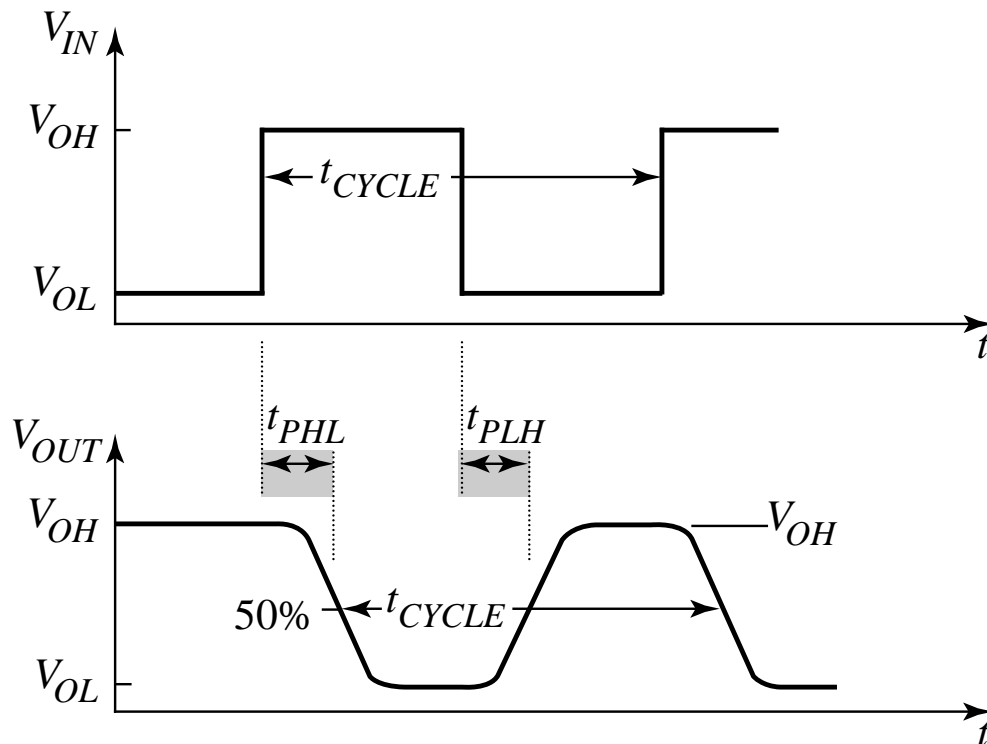 V_IN
V_OH
t_CYCLE
V_OL
t
t_PHL
t_PLH
V_OUT
V_OH
V_OH
50%
t_CYCLE
V_OL
t